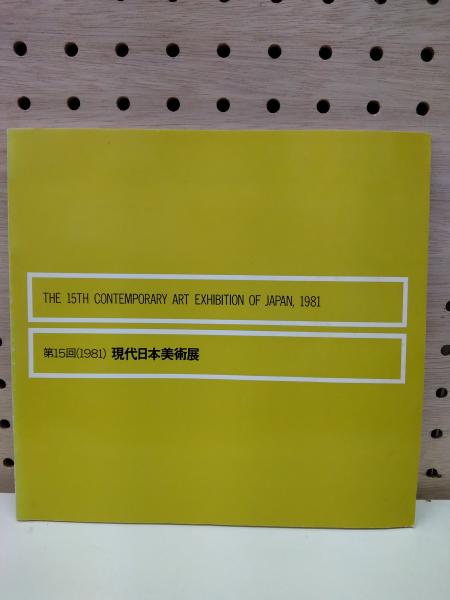 THE 15TH CONTEMPORARY ART EXHIBITION OF JAPAN, 1981
第15回(1981) 現代日本美術展